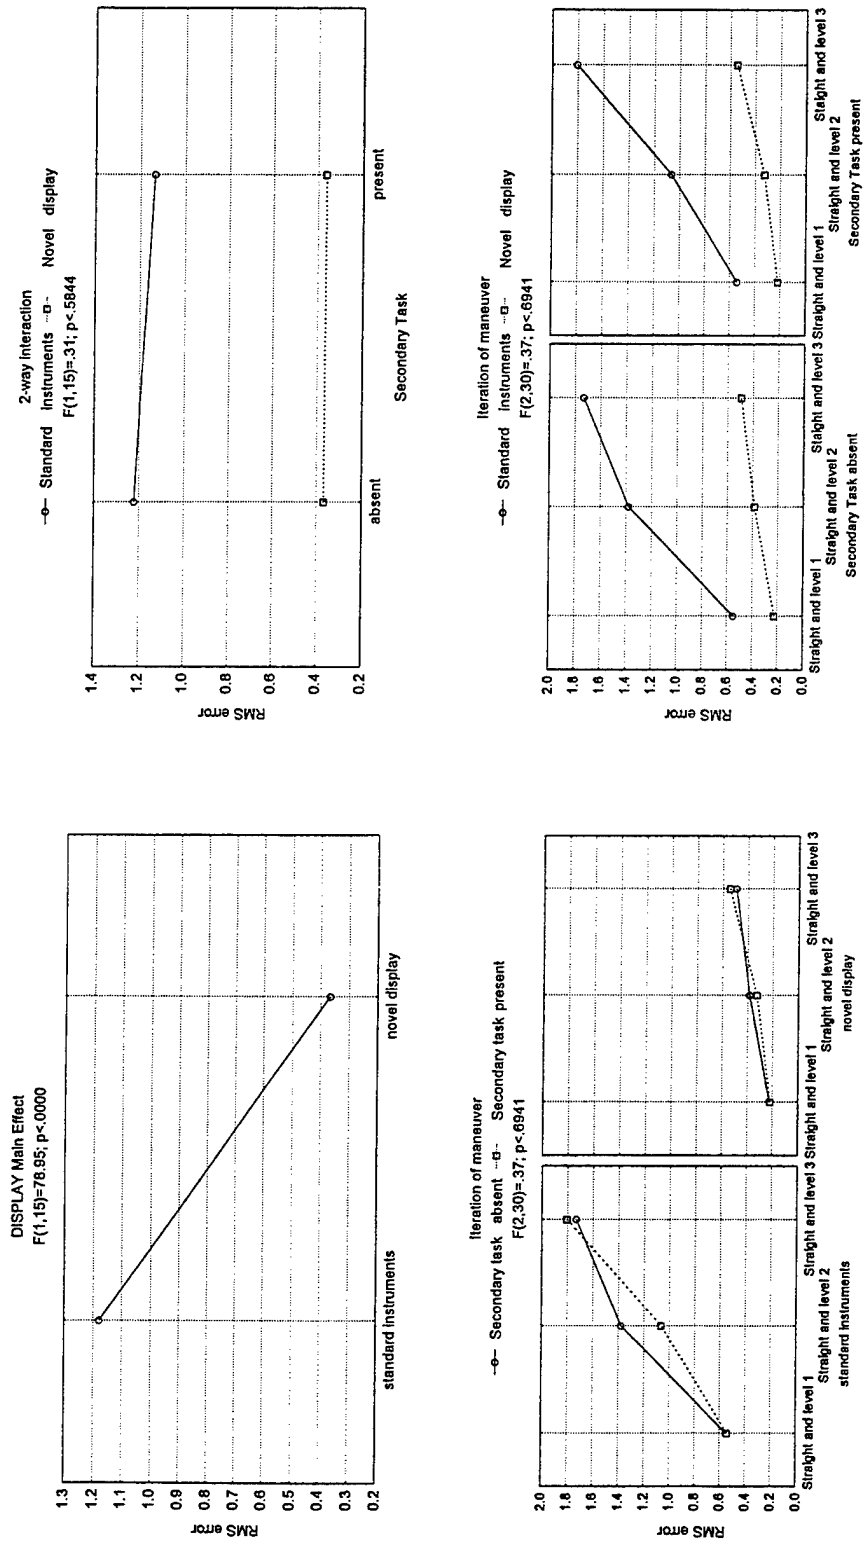 DISPLAY Main Effect
F(1,15)=78.95; p<.0000
1.3
1.2
1.1
1.0
0.9
0.8
0.7
0.6
0.5
0.4
0.3
0.2
RMS error
standard instruments
novel display
2-way interaction
Standard instruments Novel display
F(1,15)=.31; p<.5844
1.4
1.2
1.0
0.8
0.6
0.4
0.2
RMS error
absent
present
Secondary Task
Iteration of maneuver
Secondary task absent Secondary task present
F(2,30)=.37; p<.6941
2.0
1.8
1.6
1.4
1.2
1.0
0.8
0.6
0.4
0.2
0.0
RMS error
Straight and level 1
Straight and level 2
Straight and level 3
standard instruments
Straight and level 1
Straight and level 2
Straight and level 3
novel display
Iteration of maneuver
Standard instruments Novel display
F(2,30)=.37; p<.6941
2.0
1.8
1.6
1.4
1.2
1.0
0.8
0.6
0.4
0.2
0.0
RMS error
Straight and level 1
Straight and level 2
Staight and level 3
Secondary Task absent
Straight and level 1
Straight and level 2
Staight and level 3
Secondary Task present